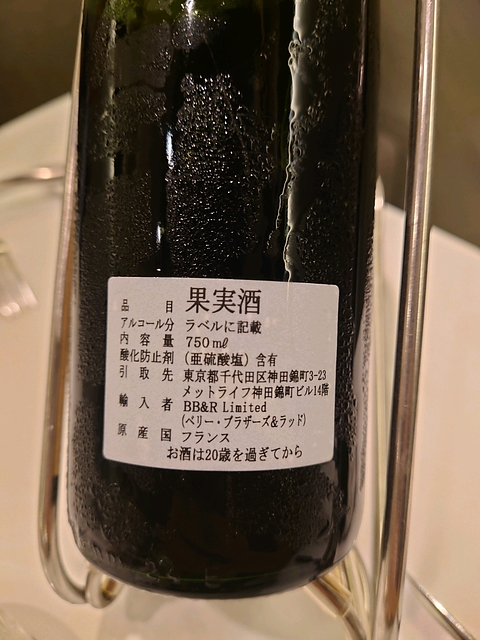 品目 果実酒
アルコール分 ラベルに記載
内容量 750mℓ
酸化防止剤 (亜硫酸塩)含有
引取先 東京都千代田区神田錦町3-23
メットライフ神田錦町ビル14階
輸入者 BB&R Limited
(ベリー・ブラザーズ&ラッド)
原産国 フランス
お酒は20歳を過ぎてから